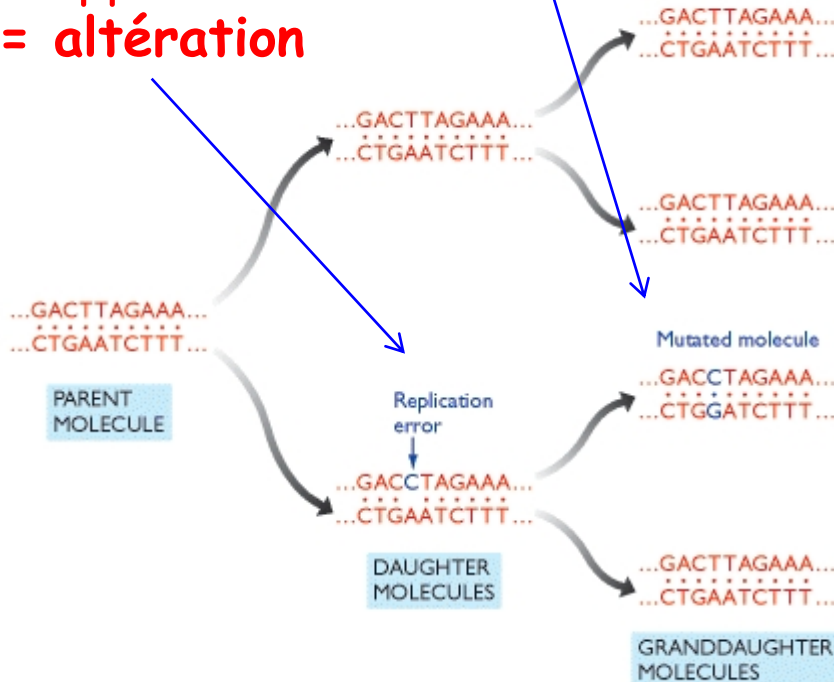 = altération
...GACTTAGAAA...
...CTGAATCTTT...
...GACTTAGAAA...
...CTGAATCTTT...
...GACTTAGAAA...
...CTGAATCTTT...
...GACTTAGAAA...
...CTGAATCTTT...
PARENT
MOLECULE
Replication
error
...GACCTAGAAA...
...CTGAATCTTT...
DAUGHTER
MOLECULES
Mutated molecule
...GACCTAGAAA...
...CTGGATCTTT...
...GACTTAGAAA...
...CTGAATCTTT...
GRANDDAUGHTER
MOLECULES